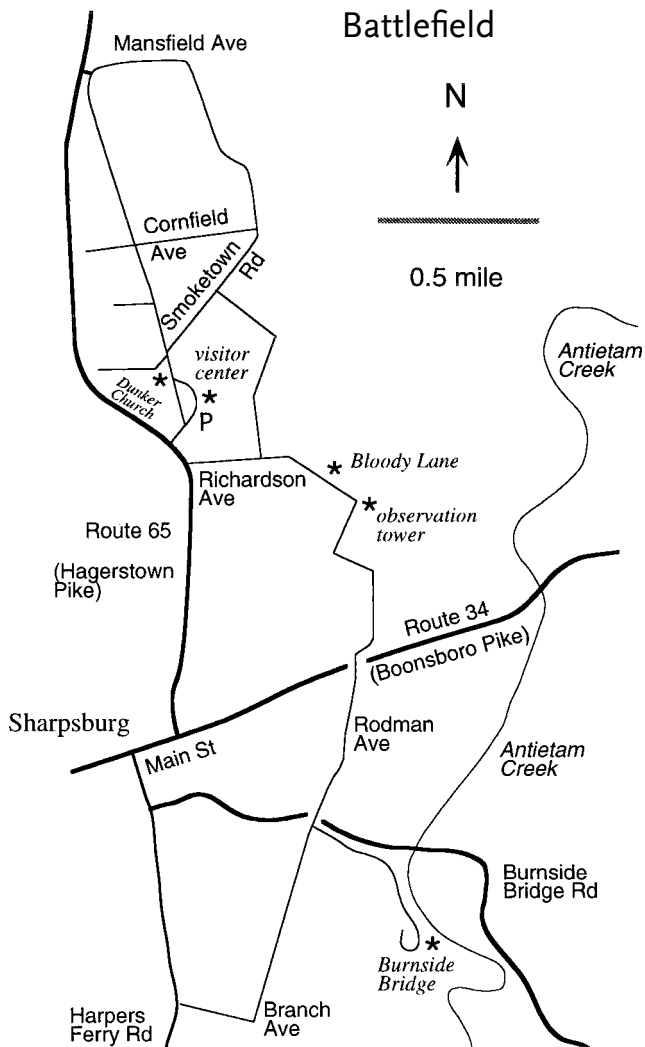 Battlefield
Mansfield Ave
N
0.5 mile
Cornfield
Ave
Smoketown
Rd
visitor
center
Dunker
Church
P
Antietam
Creek
Bloody Lane
Richardson
Ave
observation
tower
Route 65
(Hagerstown
Pike)
Route 34
(Boonsboro Pike)
Sharpsburg
Main St
Rodman
Ave
Antietam
Creek
Burnside
Bridge Rd
Burnside
Bridge
Harpers
Ferry Rd
Branch
Ave